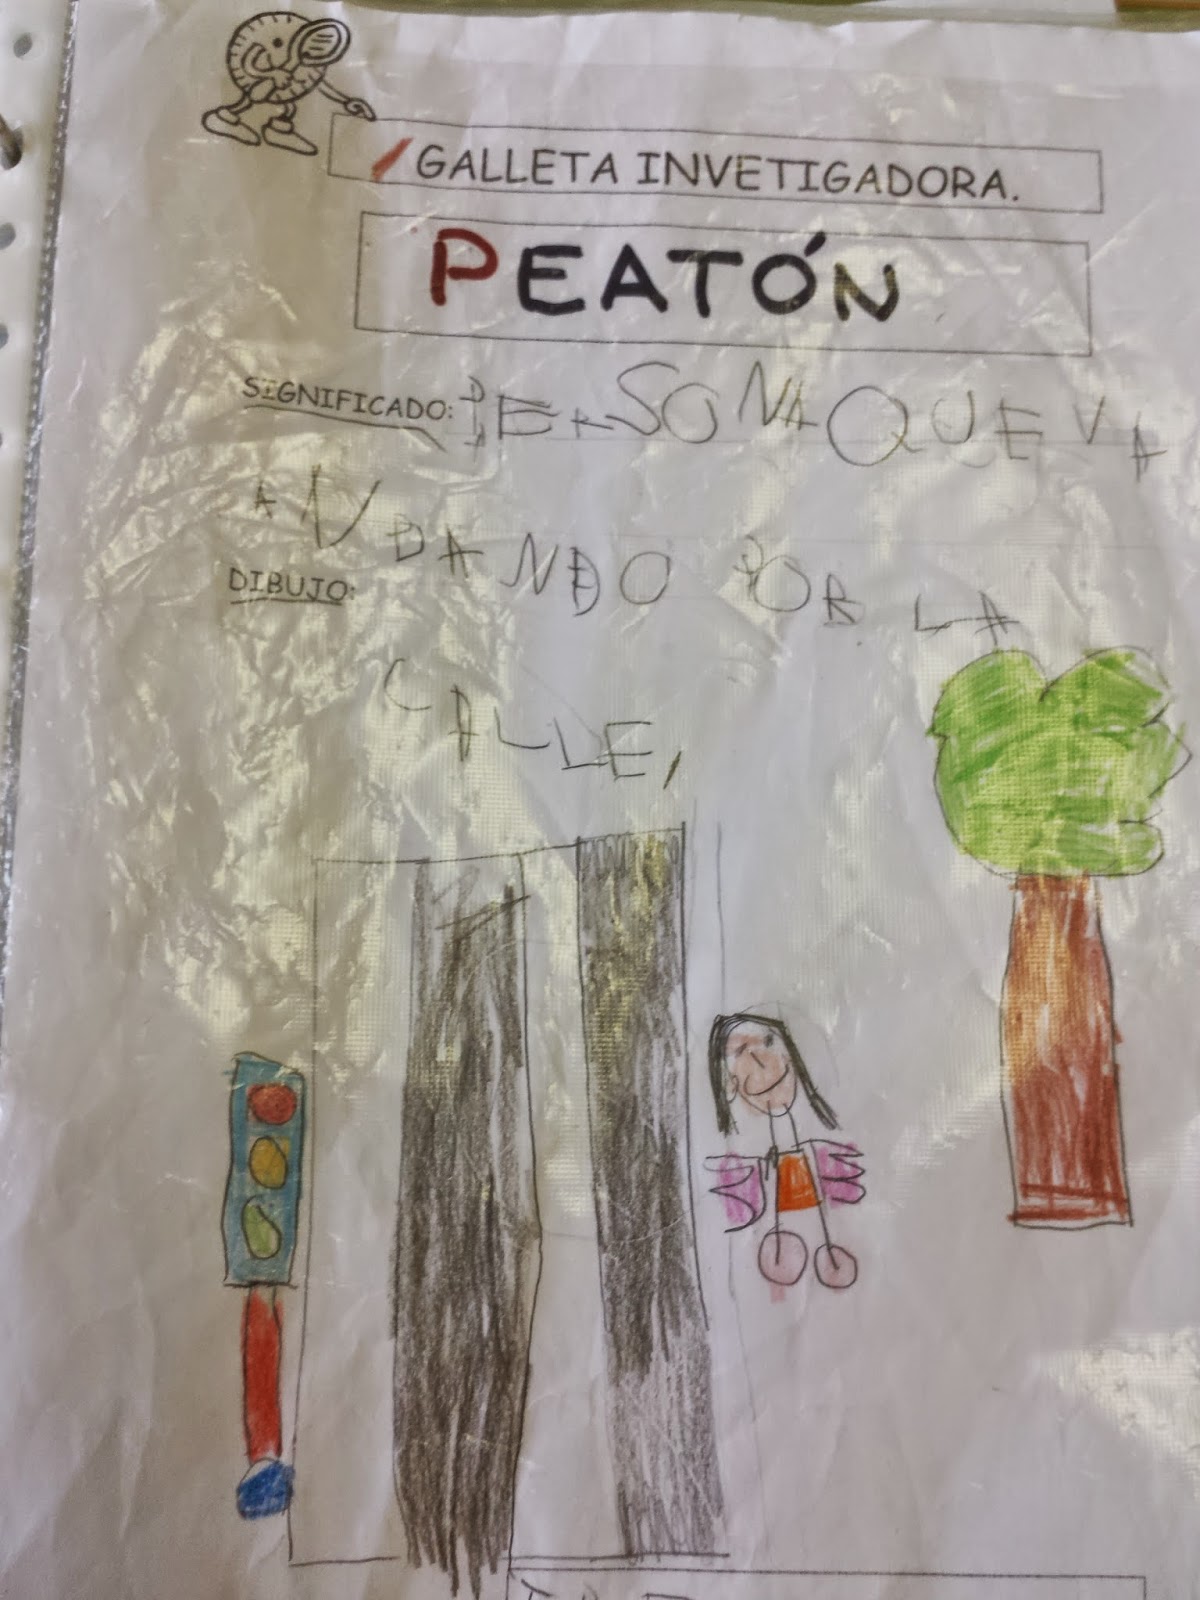 GALLETA INVETIGADORA.
PEATÓN
SIGNIFICADO: PERSONA QUE VA
ANDANDO POR LA
DIBUJO:
CALLE,